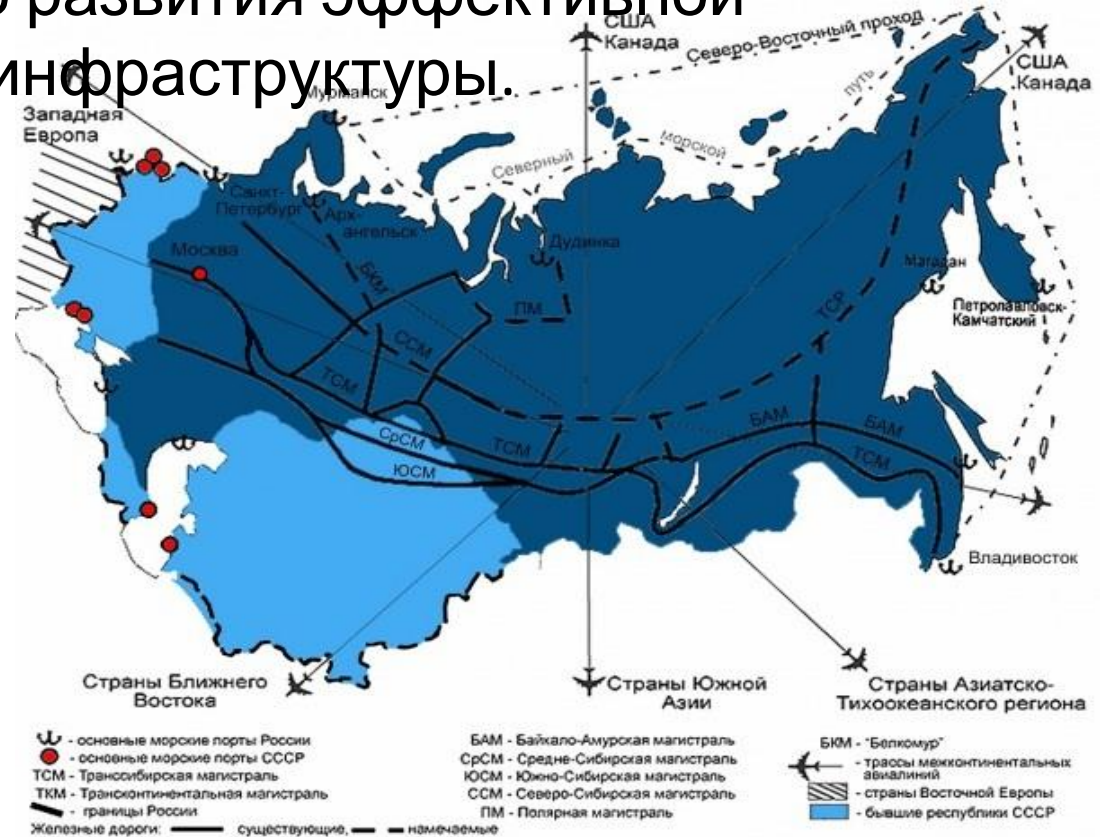 развития эффективной
инфраструктуры.
США
Канада
Северо-Восточный проход
США
Канада
Западная
Европа
Мурманск
путь
морской
Северный
Санкт-
Петербург
Арх-
ангельск
Москва
Дудинка
Магадан
Петропавловск-
Камчатский
БКМ
ПМ
ТСР
ССМ
ТСМ
СрСМ
ТСМ
БАМ
БАМ
ТСМ
ЮСМ
Владивосток
Страны Ближнего
Востока
Страны Южной
Азии
Страны Азиатско-
Тихоокеанского региона
- основные морские порты России
- основные морские порты СССР
ТСМ - Транссибирская магистраль
ТКМ - Трансконтинентальная магистраль
- границы России
Железные дороги: существующие, намечаемые
БАМ - Байкало-Амурская магистраль
СрСМ - Средне-Сибирская магистраль
ЮСМ - Южно-Сибирская магистраль
ССМ - Северо-Сибирская магистраль
ПМ - Полярная магистраль
БКМ - "Белкомур"
- трассы межконтинентальных
авиалиний
- страны Восточной Европы
- бывшие республики СССР